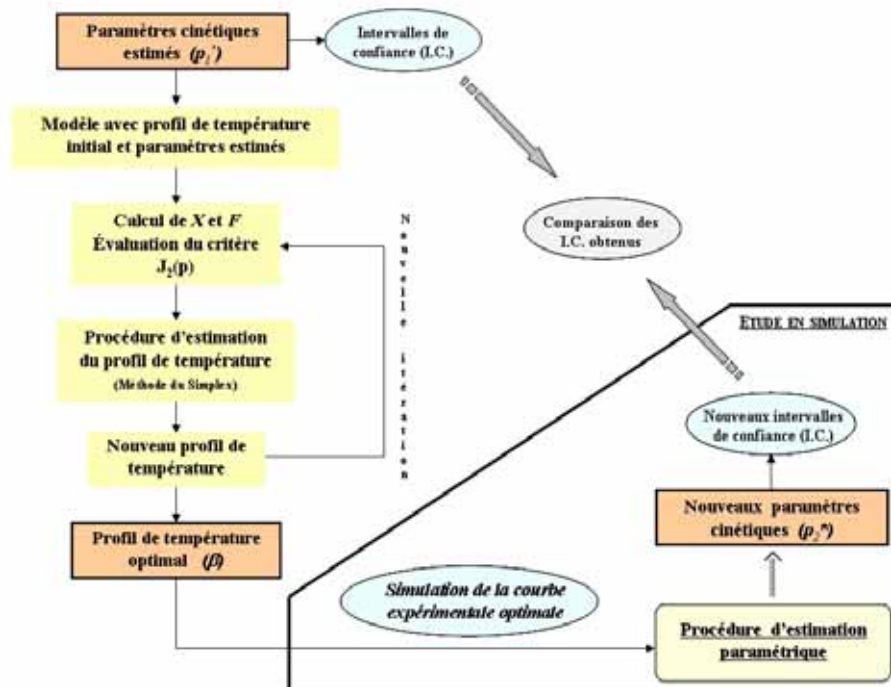 Paramètres cinétiques
estimés (p₁*)
Intervalles de
confiance (I.C.)
Modèle avec profil de température
initial et paramètres estimés
Calcul de X et F
Évaluation du critère
J₂(p)
Nouvelle itération
Comparaison des
I.C. obtenus
Procédure d'estimation
du profil de température
(Méthode du Simplex)
Nouveau profil de
température
Profil de température
optimal (β)
ETUDE EN SIMULATION
Nouveaux intervalles
de confiance (I.C.)
Nouveaux paramètres
cinétiques (p₂*)
Simulation de la courbe
expérimentale optimale
Procédure d'estimation
paramétrique